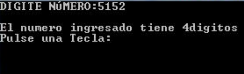 DIGITE NúMERO:5152
El numero ingresado tiene 4digitos
Pulse una Tecla: